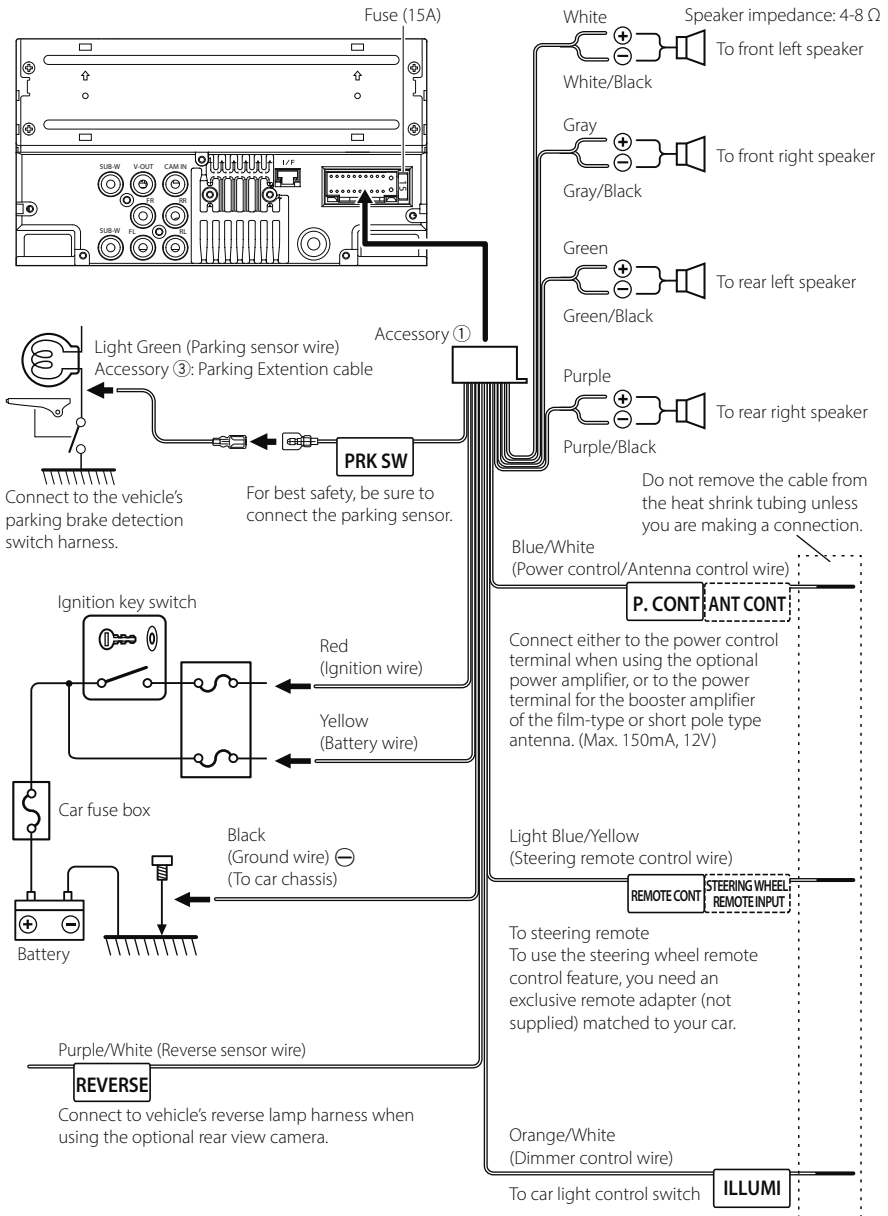 Fuse (15A)
White
Speaker impedance: 4-8 Ω
To front left speaker
White/Black
Gray
To front right speaker
Gray/Black
Green
To rear left speaker
Green/Black
Purple
To rear right speaker
Purple/Black
SUB-W V-OUT CAM IN
I/F
15
FR RR
SUB-W FL RL
Accessory ①
Light Green (Parking sensor wire)
Accessory ③: Parking Extention cable
PRK SW
Connect to the vehicle's
parking brake detection
switch harness.
For best safety, be sure to
connect the parking sensor.
Do not remove the cable from
the heat shrink tubing unless
you are making a connection.
Blue/White
(Power control/Antenna control wire)
P. CONT ANT CONT
Connect either to the power control
terminal when using the optional
power amplifier, or to the power
terminal for the booster amplifier
of the film-type or short pole type
antenna. (Max. 150mA, 12V)
Ignition key switch
Red
(Ignition wire)
Yellow
(Battery wire)
Car fuse box
Black
(Ground wire) ⊖
(To car chassis)
Battery
Light Blue/Yellow
(Steering remote control wire)
REMOTE CONT
STEERING WHEEL
REMOTE INPUT
To steering remote
To use the steering wheel remote
control feature, you need an
exclusive remote adapter (not
supplied) matched to your car.
Purple/White (Reverse sensor wire)
REVERSE
Connect to vehicle's reverse lamp harness when
using the optional rear view camera.
Orange/White
(Dimmer control wire)
To car light control switch
ILLUMI